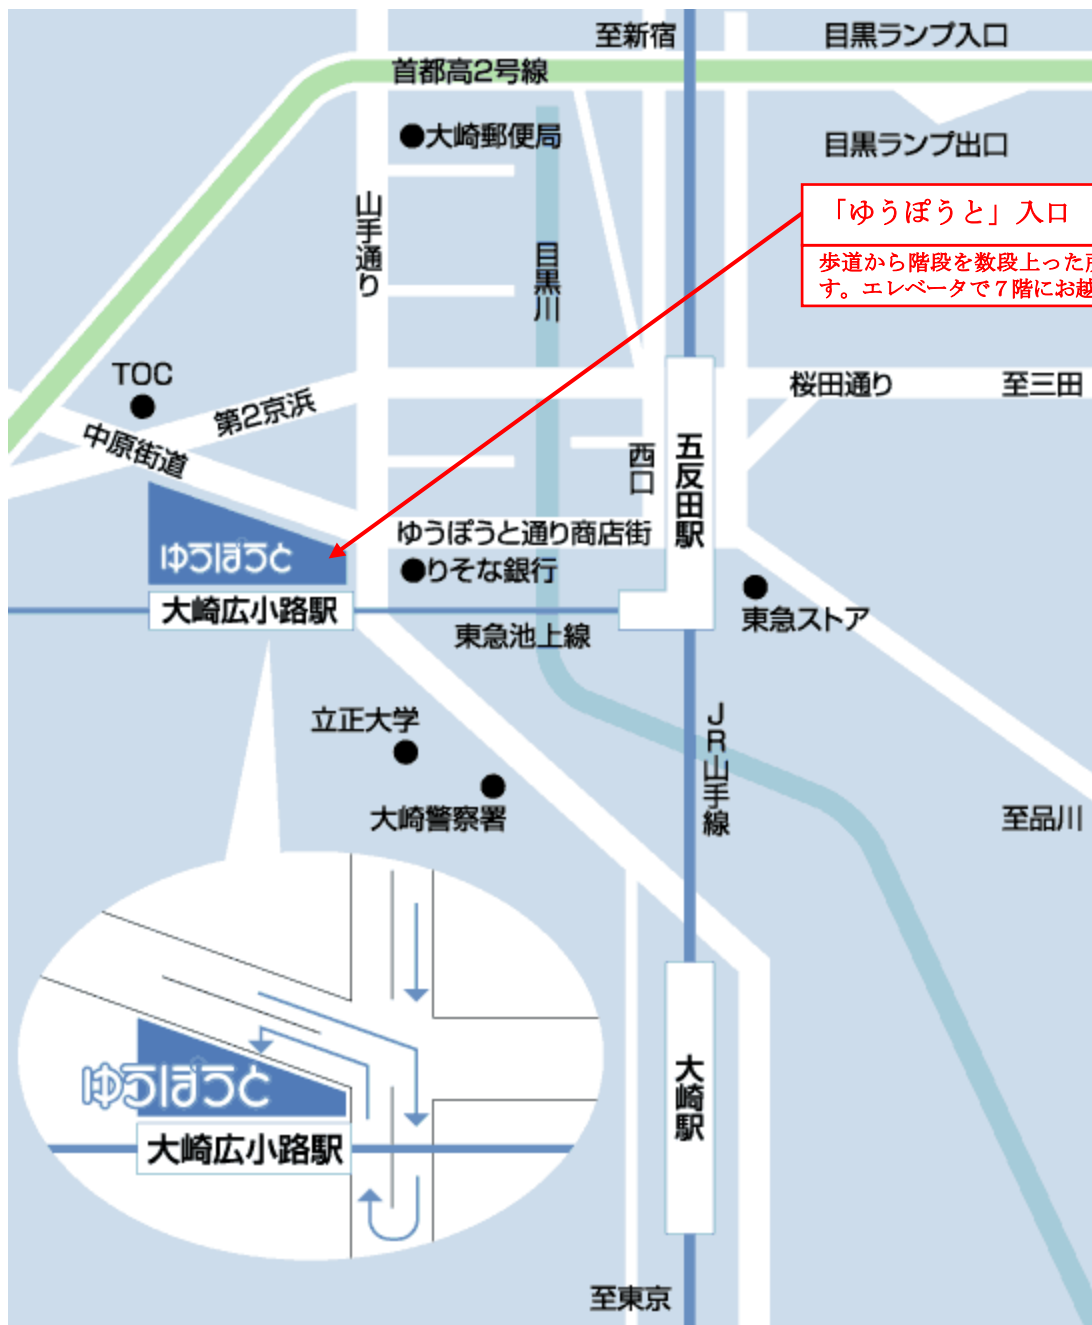 至新宿
目黒ランプ入口
首都高2号線
大崎郵便局
目黒ランプ出口
山手通り
目黒川
「ゆうぽうと」入口
歩道から階段を数段上った所
す。エレベータで７階にお越
TOC
第2京浜
中原街道
桜田通り
至三田
西口
五反田駅
ゆうぽうと通り商店街
ゆうぽうと
りそな銀行
大崎広小路駅
東急池上線
東急ストア
立正大学
JR山手線
大崎警察署
至品川
ゆうぽうと
大崎広小路駅
大崎駅
至東京